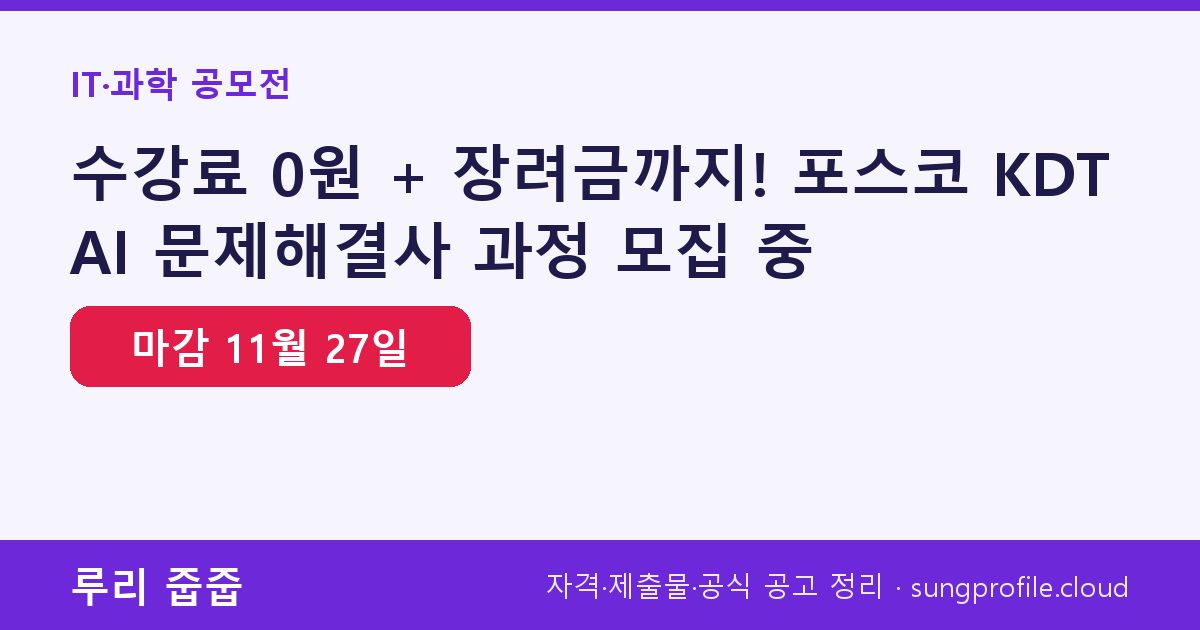 IT·과학 공모전
수강료 0원 + 장려금까지! 포스코 KDT
AI 문제해결사 과정 모집 중
마감 11월 27일
루리 줍줍
자격·제출물·공식 공고 정리 · sungprofile.cloud